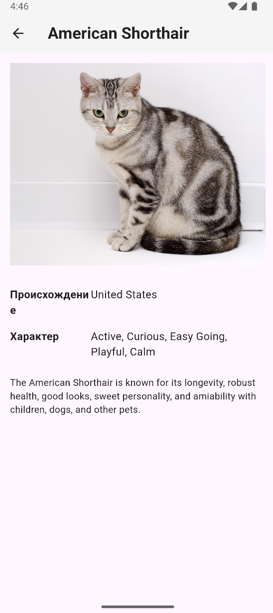 4:46
American Shorthair
Происхождени United States
е
Характер Active, Curious, Easy Going,
Playful, Calm
The American Shorthair is known for its longevity, robust
health, good looks, sweet personality, and amiability with
children, dogs, and other pets.